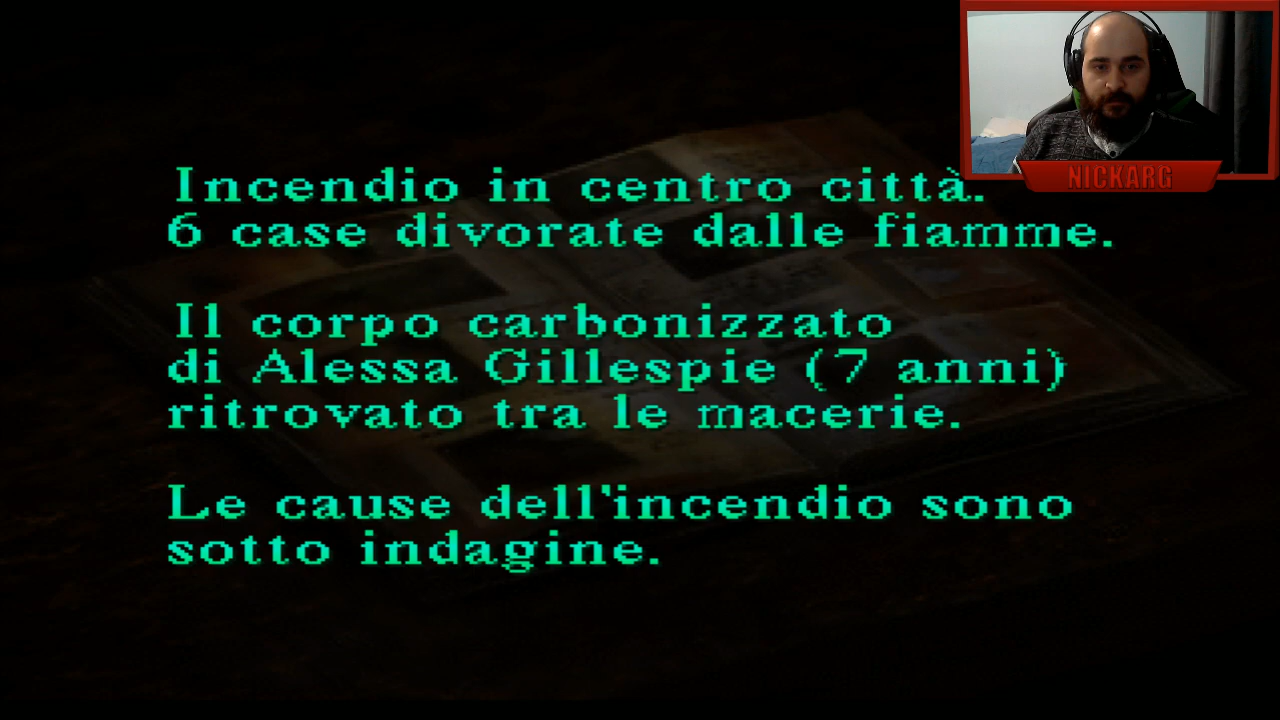 NICKARG
Incendio in centro città.
6 case divorate dalle fiamme.
Il corpo carbonizzato
di Alessa Gillespie (7 anni)
ritrovato tra le macerie.
Le cause dell'incendio sono
sotto indagine.